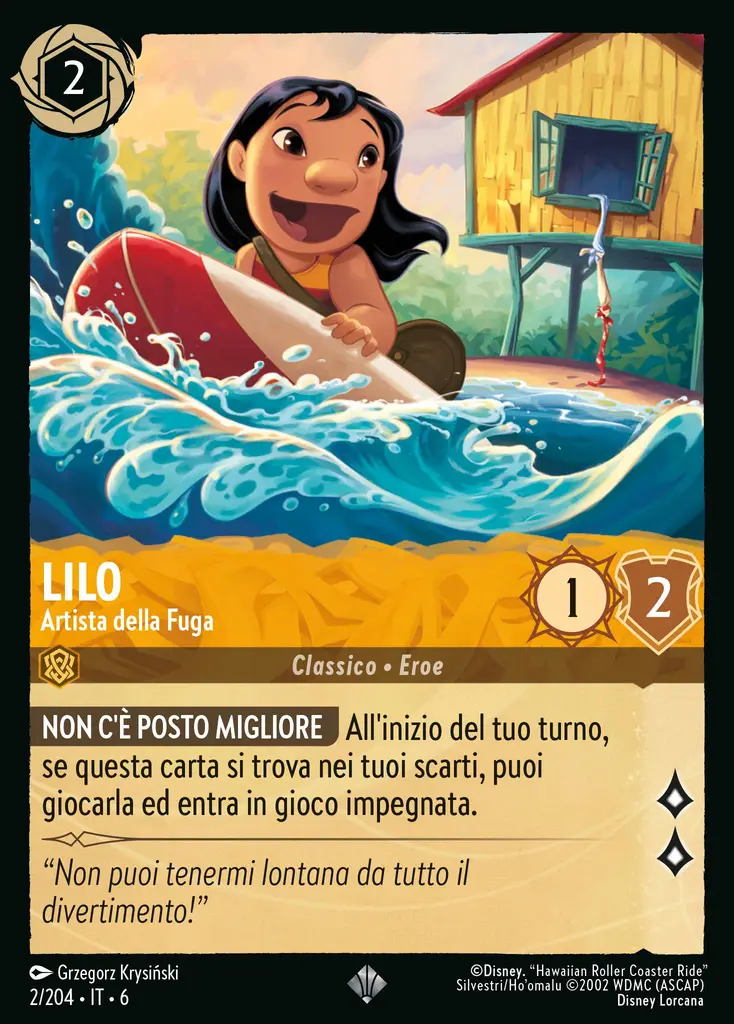 2
LILO
Artista della Fuga
1
2
Classico • Eroe
NON C'È POSTO MIGLIORE All'inizio del tuo turno,
se questa carta si trova nei tuoi scarti, puoi
giocarla ed entra in gioco impegnata.
“Non puoi tenermi lontana da tutto il
divertimento!”
Grzegorz Krysiński
2/204 • IT • 6
©Disney. “Hawaiian Roller Coaster Ride”
Silvestri/Ho'omalu ©2002 WDMC (ASCAP)
Disney Lorcana